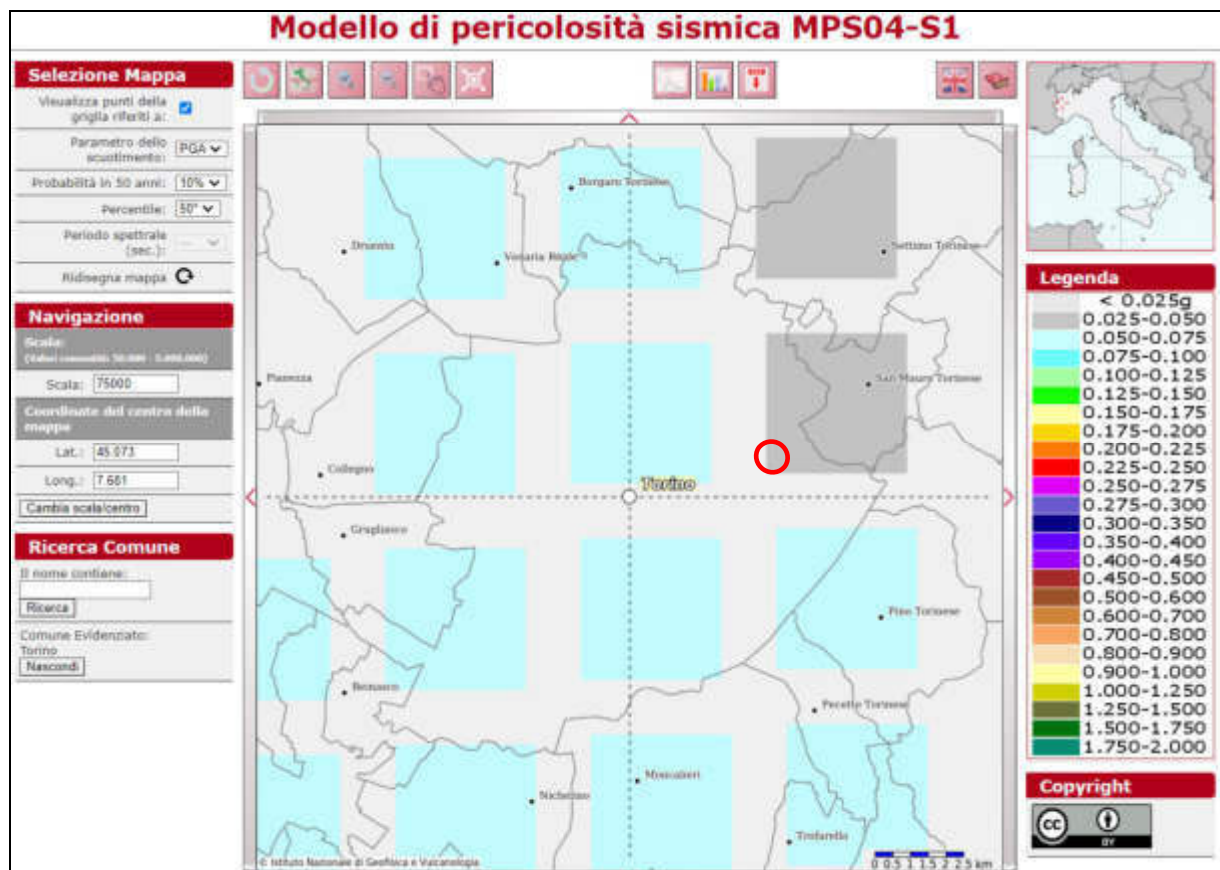 Modello di pericolosità sismica MPS04-S1
Selezione Mappa
Visualizza punti della
griglia riferiti a:
Parametro dello
scuotimento:
PGA
Probabilità in 50 anni:
10%
Percentile:
50°
Periodo spettrale
(sec.):
---
Ridisegna mappa
Navigazione
Scala:
Scala:
75000
Coordinate del centro della
mappa
Lat.:
45.073
Long.:
7.681
Cambia scala/centro
Ricerca Comune
Il nome contiene:
Ricerca
Comune Evidenziato:
Torino
Nascondi
Borgaro Torinese
Druento
Venaria Reale
Settimo Torinese
Pianezza
San Mauro Torinese
Collegno
Torino
Grugliasco
Pino Torinese
Beinasco
Pecetto Torinese
Moncalieri
Nichelino
Trofarello
© Istituto Nazionale di Geofisica e Vulcanologia
0 0.5 1 1.5 2 2.5 km
Legenda
< 0.025g
0.025-0.050
0.050-0.075
0.075-0.100
0.100-0.125
0.125-0.150
0.150-0.175
0.175-0.200
0.200-0.225
0.225-0.250
0.250-0.275
0.275-0.300
0.300-0.350
0.350-0.400
0.400-0.450
0.450-0.500
0.500-0.600
0.600-0.700
0.700-0.800
0.800-0.900
0.900-1.000
1.000-1.250
1.250-1.500
1.500-1.750
1.750-2.000
Copyright
cc
BY